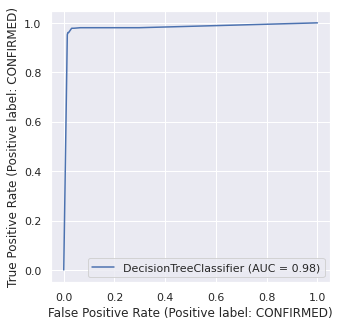 True Positive Rate (Positive label: CONFIRMED)
1.0
0.8
0.6
0.4
0.2
0.0
DecisionTreeClassifier (AUC = 0.98)
0.0 0.2 0.4 0.6 0.8 1.0
False Positive Rate (Positive label: CONFIRMED)